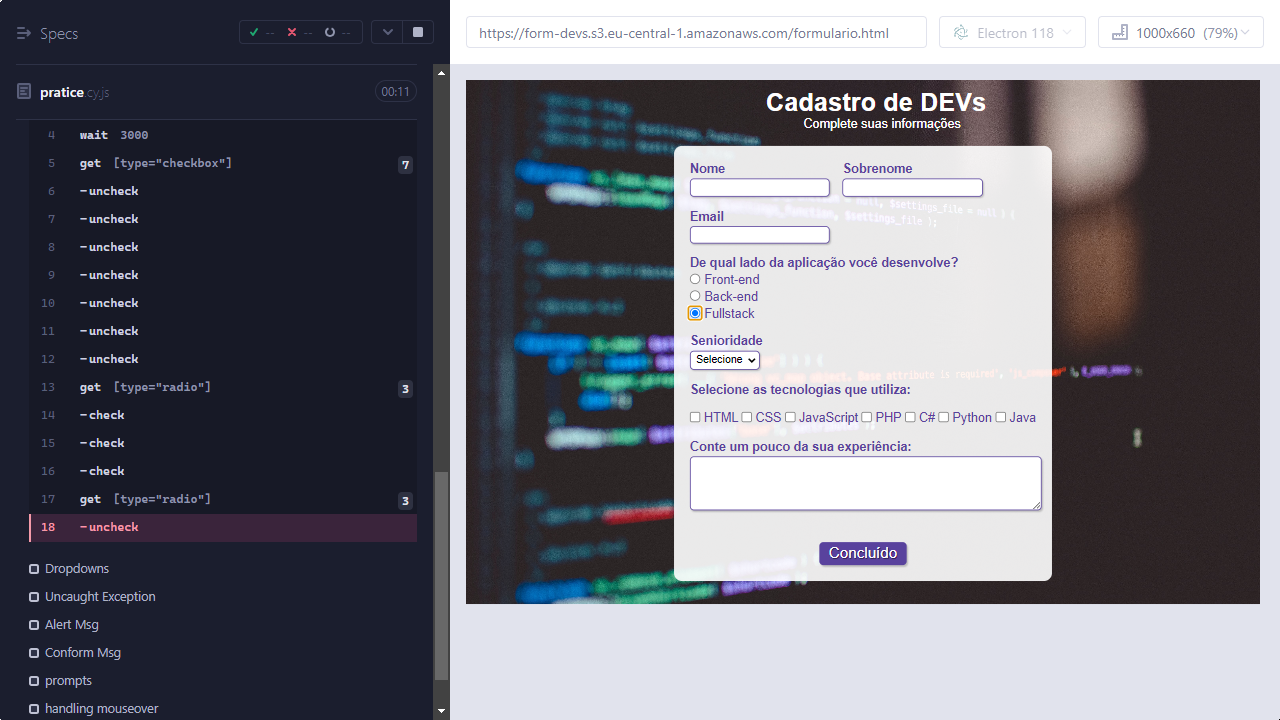 Specs
-- -- --
pratice.cy.js 00:11
4 wait 3000
5 get [type="checkbox"] 7
6 -uncheck
7 -uncheck
8 -uncheck
9 -uncheck
10 -uncheck
11 -uncheck
12 -uncheck
13 get [type="radio"] 3
14 -check
15 -check
16 -check
17 get [type="radio"] 3
18 -uncheck
Dropdowns
Uncaught Exception
Alert Msg
Conform Msg
prompts
handling mouseover
https://form-devs.s3.eu-central-1.amazonaws.com/formulario.html
Electron 118
1000x660 (79%)
Cadastro de DEVs
Complete suas informações
Nome Sobrenome
= null, $settings_file = null ) {
$settings_function, $settings_file );
Email
De qual lado da aplicação você desenvolve?
Front-end
Back-end
Fullstack
Senioridade
Selecione
Selecione as tecnologias que utiliza:
HTML CSS JavaScript PHP C# Python Java
Conte um pouco da sua experiência:
Concluído